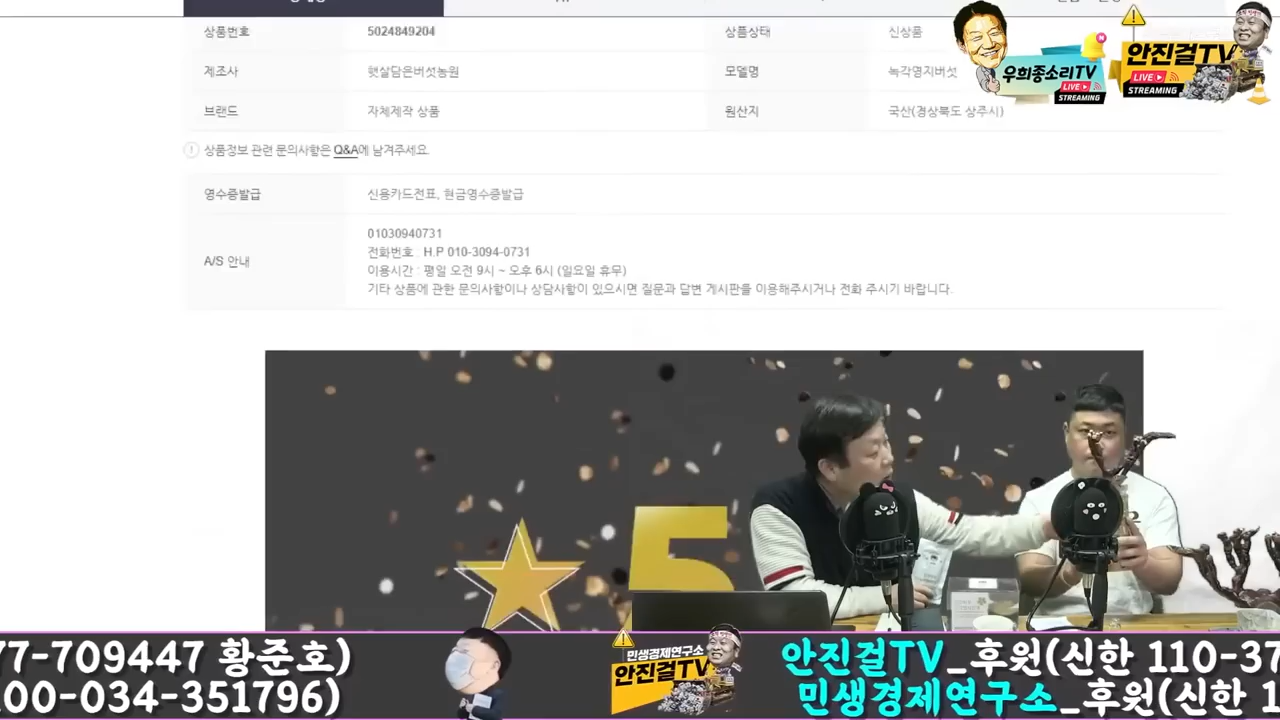 상품번호 5024849204 상품상태 신상품
제조사 햇살담은버섯농원 모델명 녹각영지버섯
브랜드 자체제작 상품 원산지 국산(경상북도 상주시)
상품정보 관련 문의사항은 Q&A에 남겨주세요.
영수증발급 신용카드전표, 현금영수증발급
A/S 안내
01030940731
전화번호 : H.P 010-3094-0731
이용시간 : 평일 오전 9시 ~ 오후 6시 (일요일 휴무)
기타 상품에 관한 문의사항이나 상담사항이 있으시면 질문과 답변 게시판을 이용해주시거나 전화 주시기 바랍니다.
우희종소리TV
LIVE
STREAMING
안진걸TV
LIVE
STREAMING
5
77-709447 황준호)
00-034-351796)
민생경제연구소
안진걸TV
안진걸TV_후원(신한 110-37
민생경제연구소_후원(신한 1